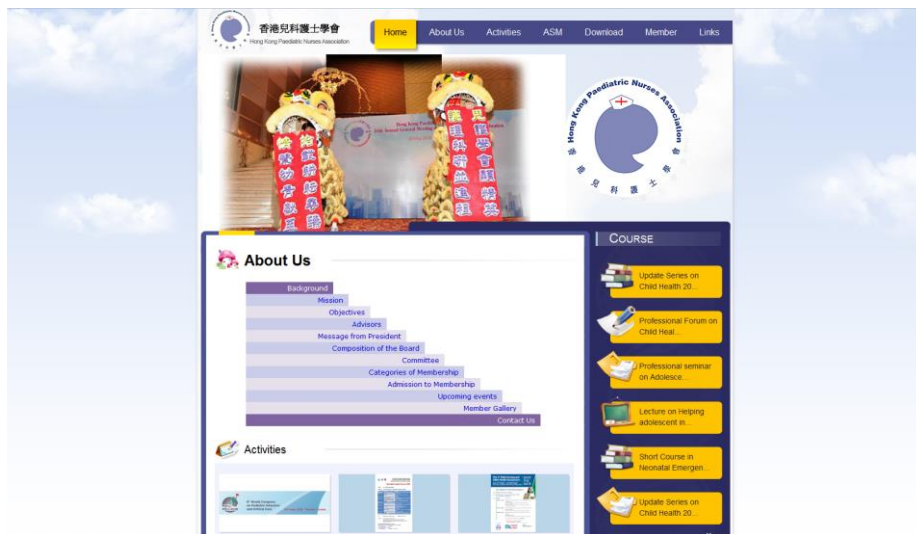 香港兒科護士學會
Hong Kong Paediatric Nurses Association
Home
About Us
Activities
ASM
Download
Member
Links
Hong Kong Paediatric Nurses Association
香港兒科護士學會
COURSE
Update Series on
Child Health 20...
Professional Forum on
Child Heal...
Professional seminar
on Adolesce...
Lecture on Helping
adolescent in...
Short Course in
Neonatal Emergen...
Update Series on
Child Health 20...
About Us
Background
Mission
Objectives
Advisors
Message from President
Composition of the Board
Committee
Categories of Membership
Admission to Membership
Upcoming events
Member Gallery
Contact Us
Activities